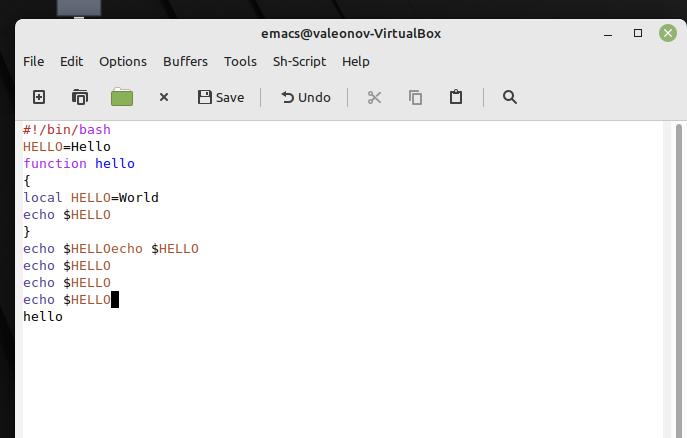 emacs@valeonov-VirtualBox
File Edit Options Buffers Tools Sh-Script Help
Save Undo
#!/bin/bash
HELLO=Hello
function hello
{
local HELLO=World
echo $HELLO
}
echo $HELLOecho $HELLO
echo $HELLO
echo $HELLO
echo $HELLO
hello